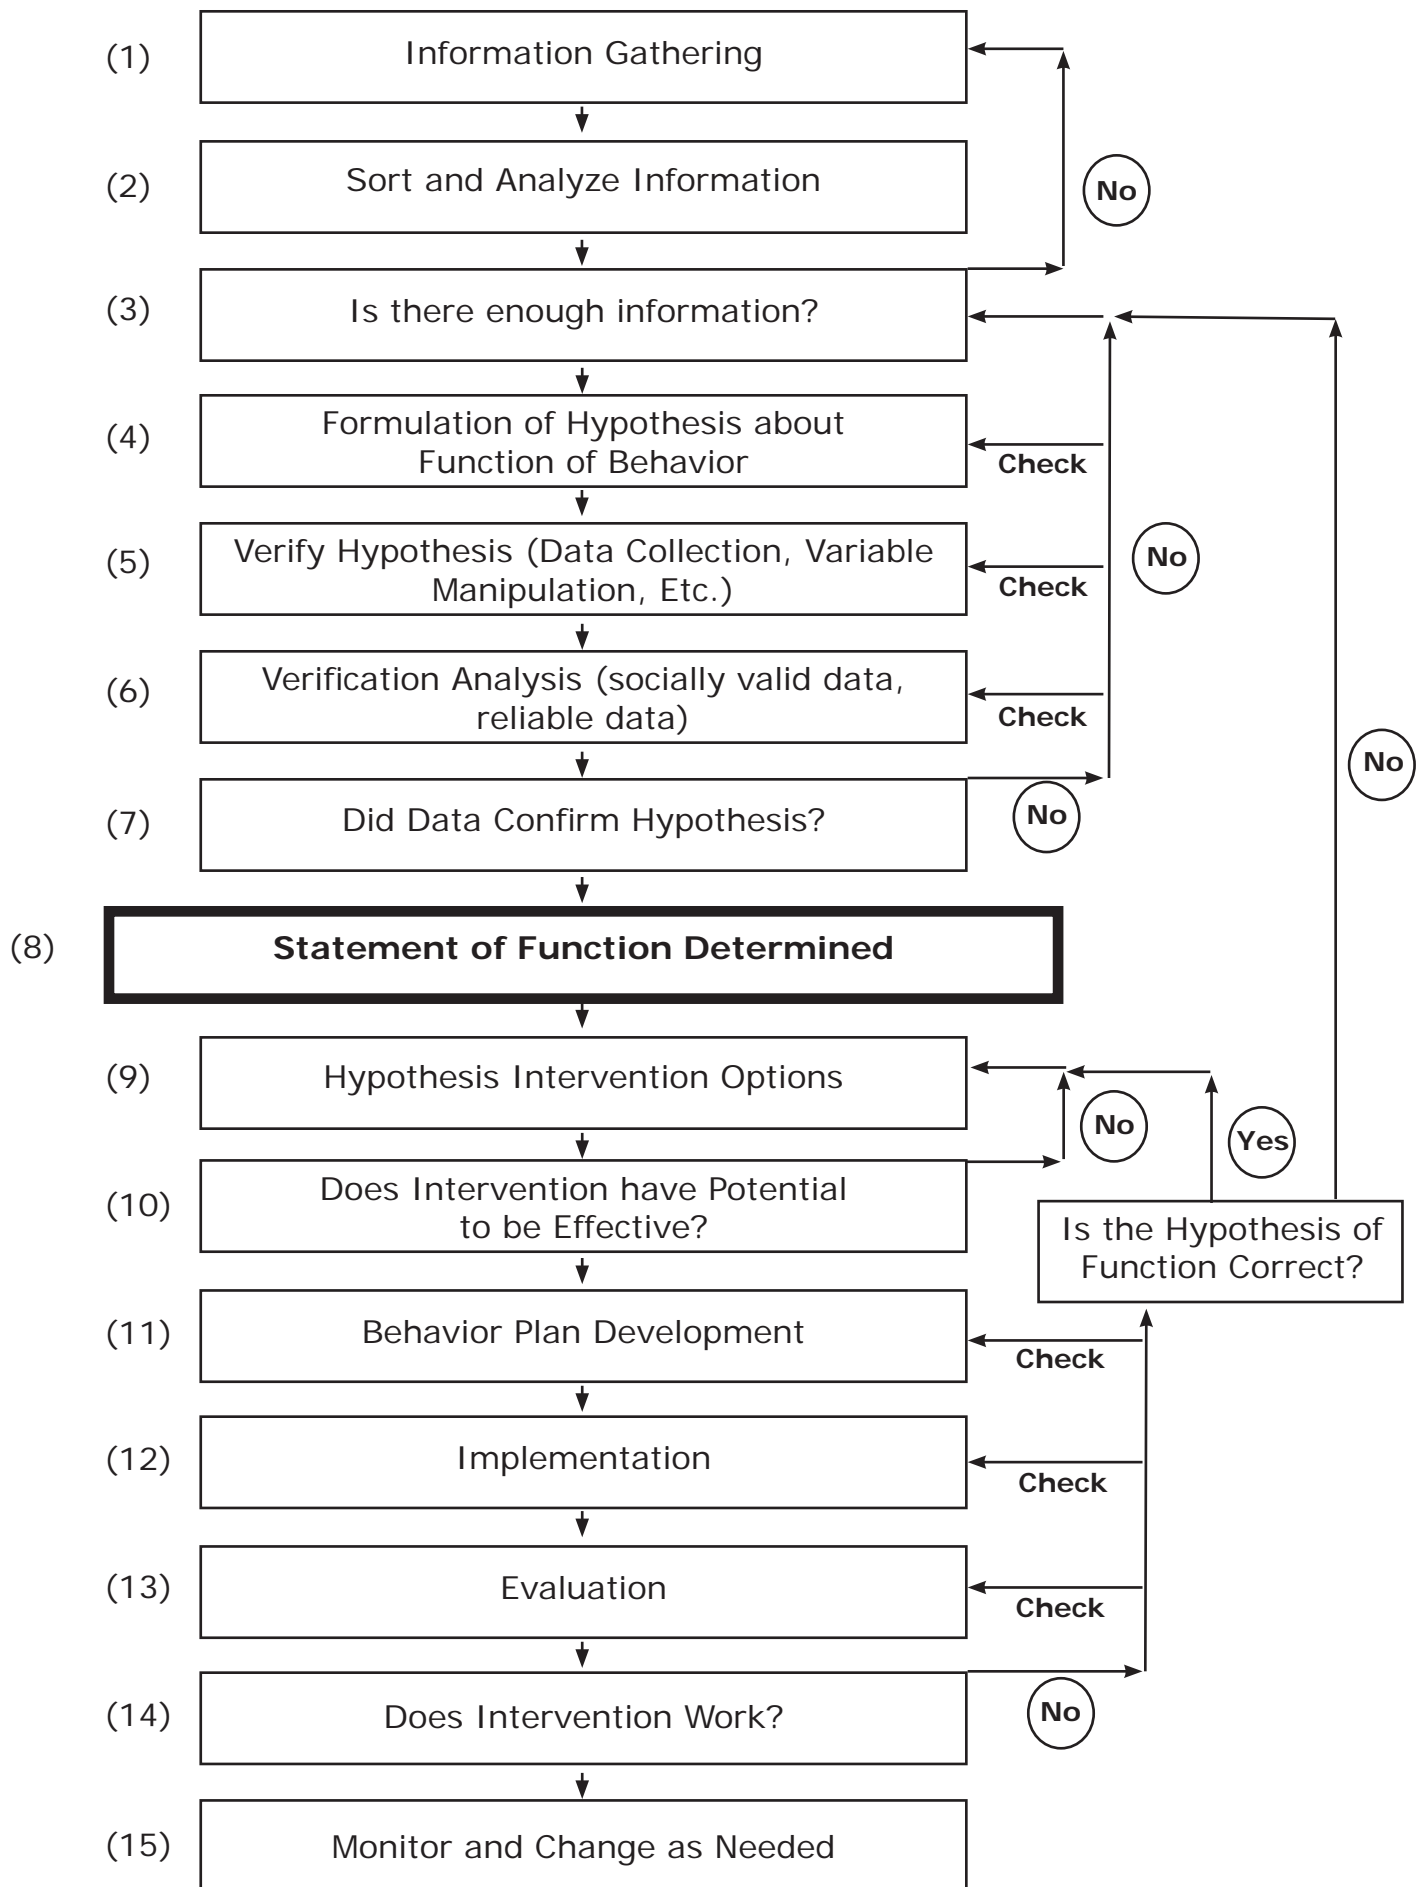 (1)
Information Gathering
(2)
Sort and Analyze Information
No
(3)
Is there enough information?
(4)
Formulation of Hypothesis about
Function of Behavior
Check
(5)
Verify Hypothesis (Data Collection, Variable
Manipulation, Etc.)
Check
No
(6)
Verification Analysis (socially valid data,
reliable data)
Check
No
(7)
Did Data Confirm Hypothesis?
No
(8)
Statement of Function Determined
(9)
Hypothesis Intervention Options
No
Yes
(10)
Does Intervention have Potential
to be Effective?
Is the Hypothesis of
Function Correct?
(11)
Behavior Plan Development
Check
(12)
Implementation
Check
(13)
Evaluation
Check
(14)
Does Intervention Work?
No
(15)
Monitor and Change as Needed